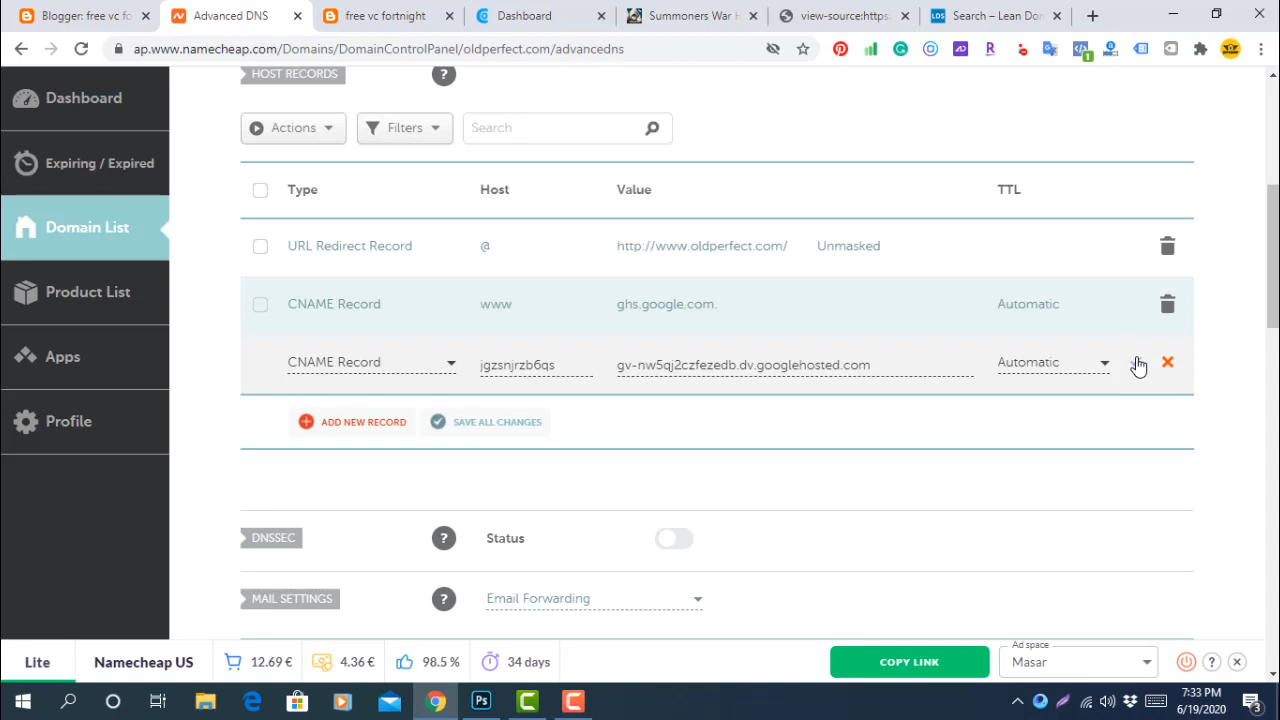 Blogger: free vc f
Advanced DNS
free vc fortnight
Dashboard
Summoners War H
view-source:http
Search – Lean Do
ap.www.namecheap.com/Domains/DomainControlPanel/oldperfect.com/advancedns
Dashboard
Expiring / Expired
Domain List
Product List
Apps
Profile
HOST RECORDS
?
Actions
Filters
Search
Type Host Value TTL
URL Redirect Record @ http://www.oldperfect.com/ Unmasked
CNAME Record www ghs.google.com. Automatic
CNAME Record jgzsnjrzb6qs gv-nw5qj2czfezedb.dv.googlehosted.com Automatic
ADD NEW RECORD SAVE ALL CHANGES
DNSSEC ? Status
MAIL SETTINGS ? Email Forwarding
Lite Namecheap US 12.69 € 4.36 € 98.5 % 34 days COPY LINK
Ad space
Masar
?
7:33 PM
6/19/2020